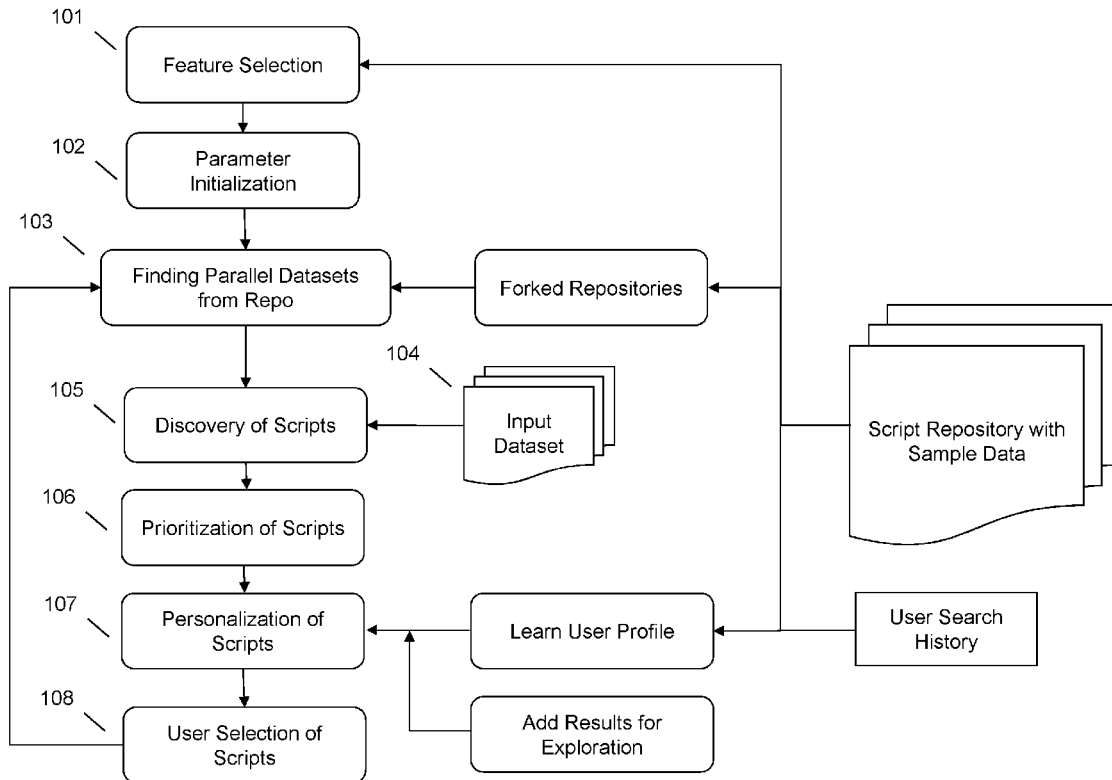 101
Feature Selection
102
Parameter
Initialization
103
Finding Parallel Datasets
from Repo
Forked Repositories
104
Input
Dataset
Script Repository with
Sample Data
105
Discovery of Scripts
106
Prioritization of Scripts
107
Personalization of
Scripts
Learn User Profile
User Search
History
108
User Selection of
Scripts
Add Results for
Exploration